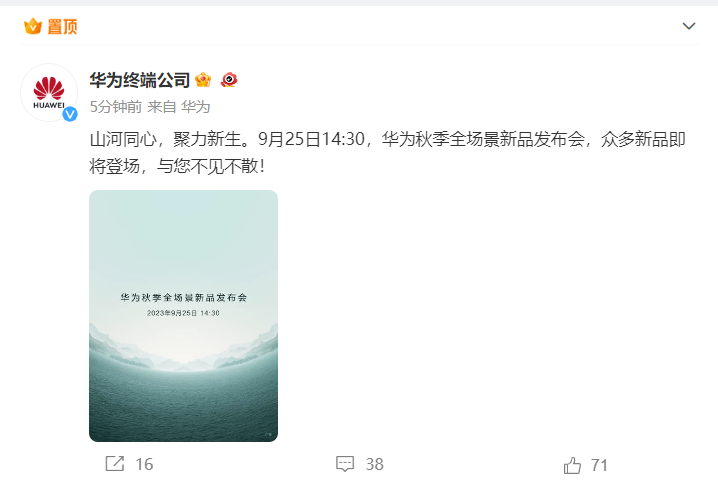 置顶
HUAWEI
华为终端公司
5分钟前 来自 华为
山河同心，聚力新生。9月25日14:30，华为秋季全场景新品发布会，众多新品即
将登场，与您不见不散！
华为秋季全场景新品发布会
2023年9月25日 14:30
16
38
71